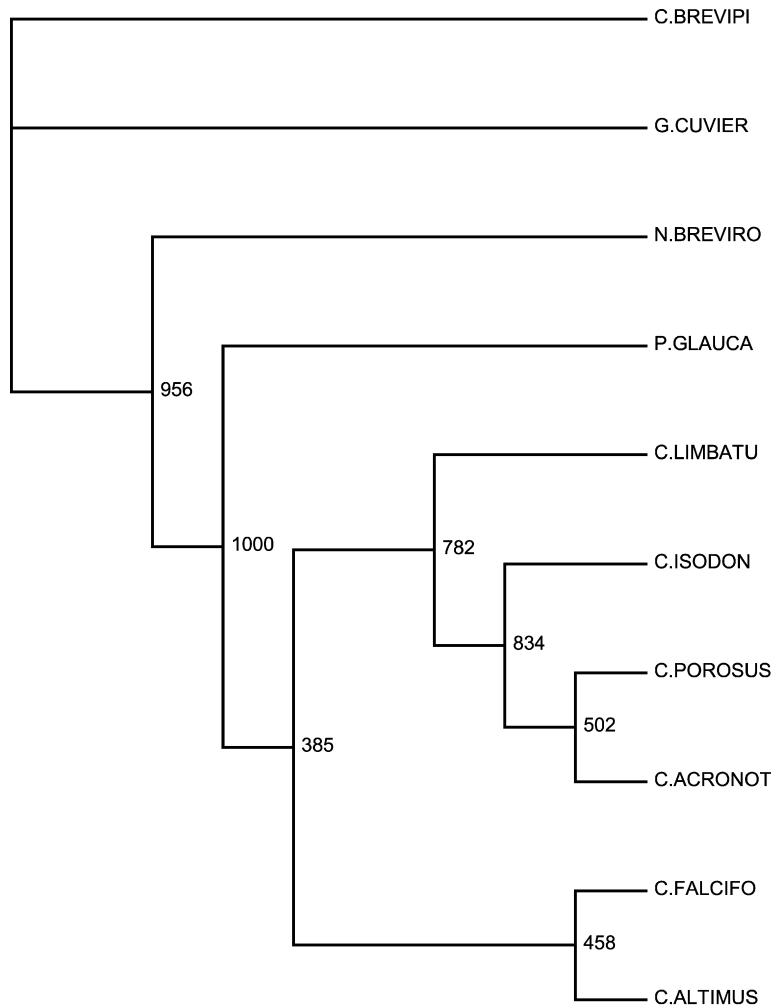 C.BREVIPI
G.CUVIER
N.BREVIRO
P.GLAUCA
956
C.LIMBATU
1000
782
C.ISODON
834
C.POROSUS
502
385
C.ACRONOT
C.FALCIFO
458
C.ALTIMUS